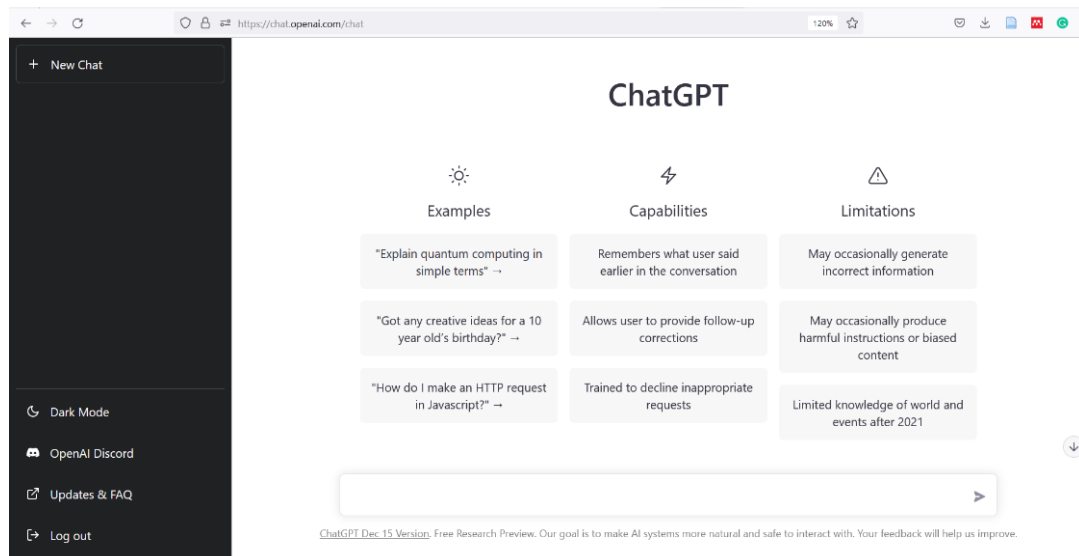 https://chat.openai.com/chat
120%
+ New Chat
ChatGPT
Examples
Capabilities
Limitations
"Explain quantum computing in
simple terms" →
Remembers what user said
earlier in the conversation
May occasionally generate
incorrect information
"Got any creative ideas for a 10
year old's birthday?" →
Allows user to provide follow-up
corrections
May occasionally produce
harmful instructions or biased
content
"How do I make an HTTP request
in Javascript?" →
Trained to decline inappropriate
requests
Limited knowledge of world and
events after 2021
Dark Mode
OpenAI Discord
Updates & FAQ
Log out
ChatGPT Dec 15 Version. Free Research Preview. Our goal is to make AI systems more natural and safe to interact with. Your feedback will help us improve.